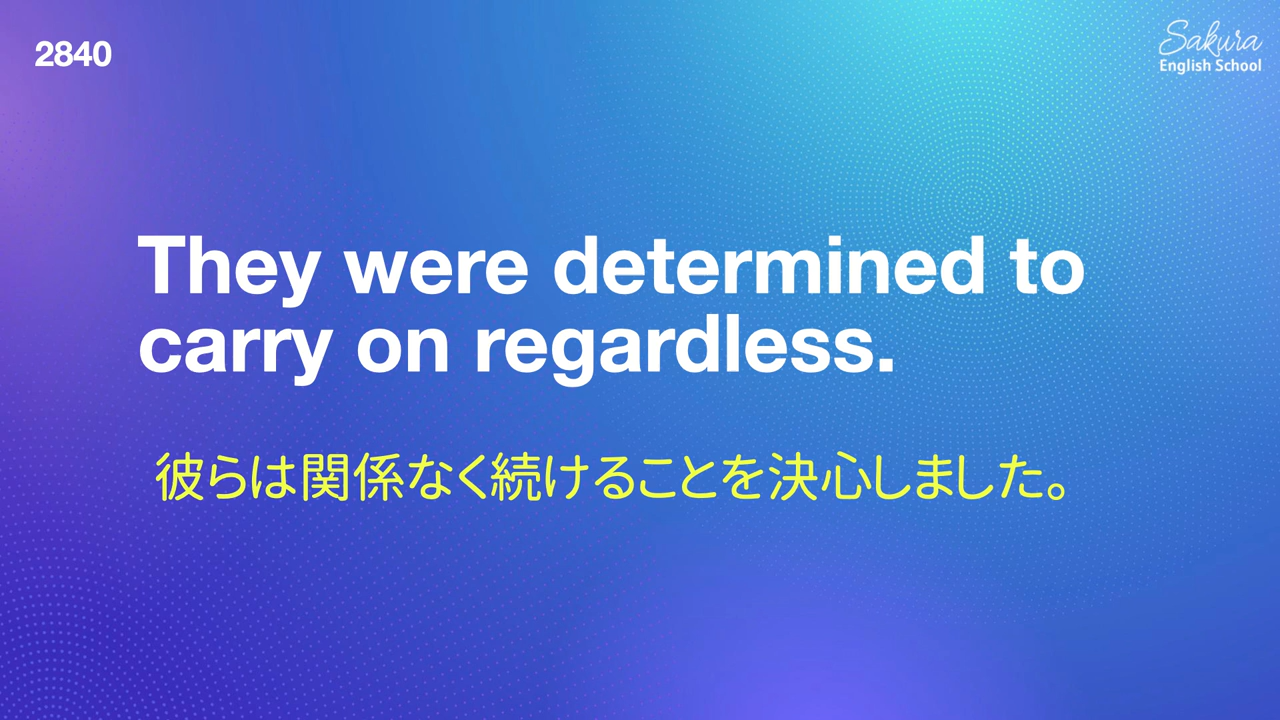 2840
Sakura
English School
They were determined to
carry on regardless.
彼らは関係なく続けることを決心しました。